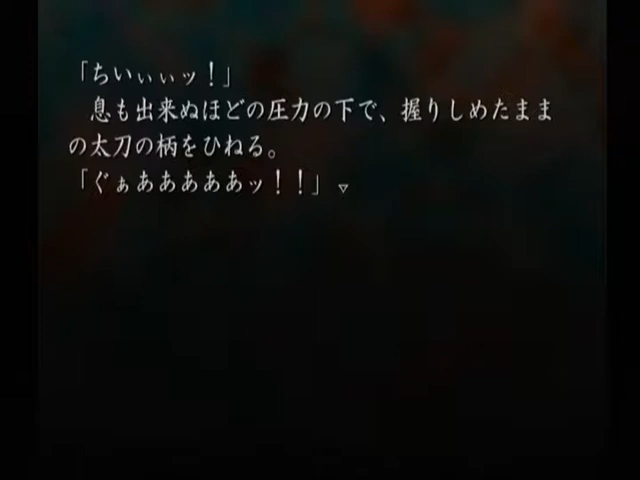 「ちいぃぃッ！」
　息も出来ぬほどの圧力の下で、握りしめたまま
の太刀の柄をひねる。
「ぐぁああああああッ！！」▿